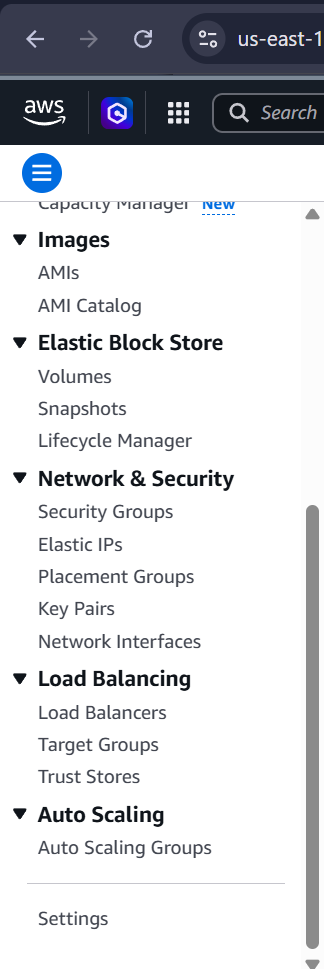 us-east-1
aws
Search
Capacity Manager New
Images
AMIs
AMI Catalog
Elastic Block Store
Volumes
Snapshots
Lifecycle Manager
Network & Security
Security Groups
Elastic IPs
Placement Groups
Key Pairs
Network Interfaces
Load Balancing
Load Balancers
Target Groups
Trust Stores
Auto Scaling
Auto Scaling Groups
Settings